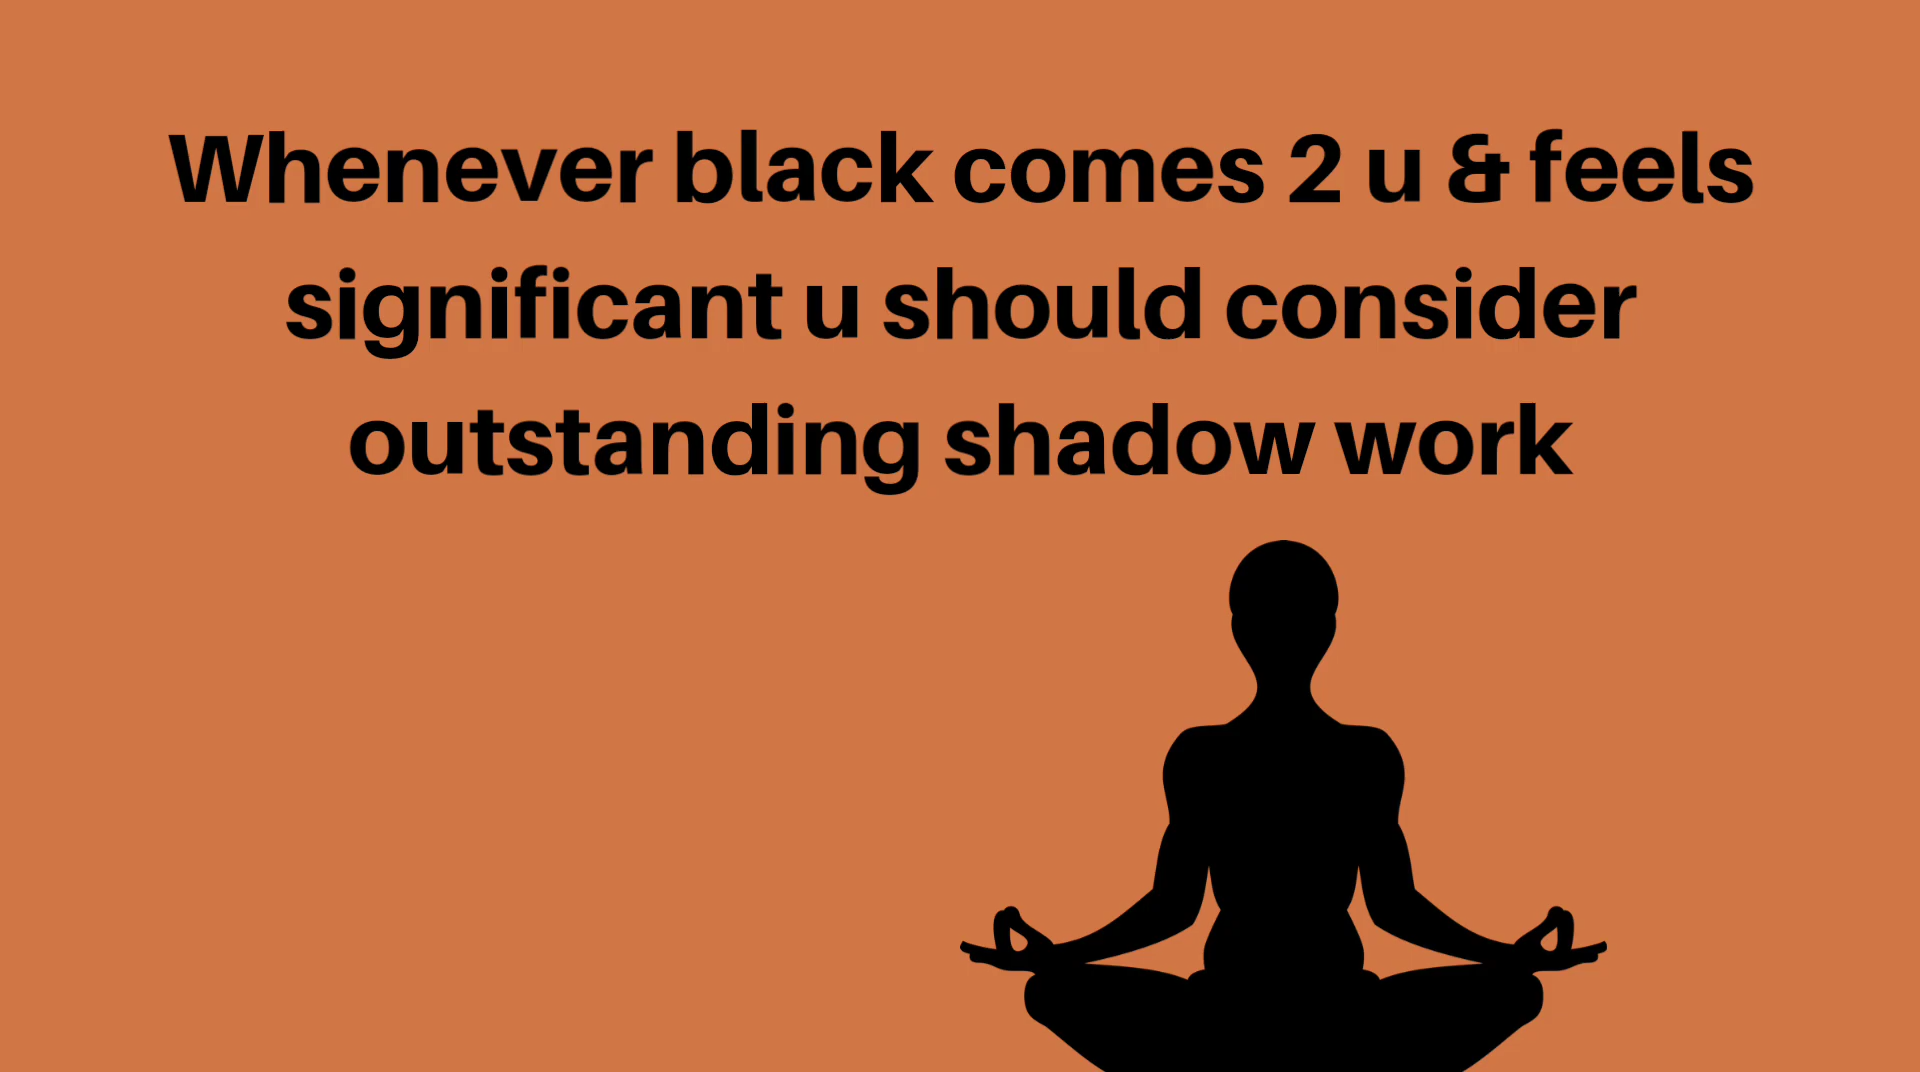 Whenever black comes 2 u & feels
significant u should consider
outstanding shadow work